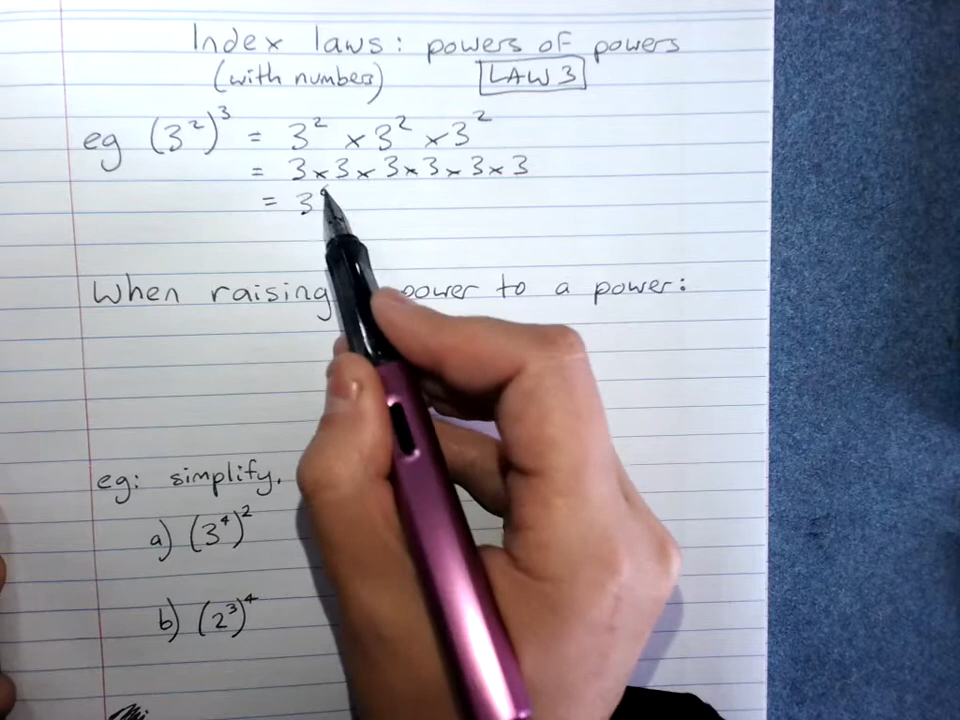 Index laws: powers of powers
(with numbers) LAW 3
eg (3²)³ = 3² × 3² × 3²
= 3 × 3 × 3 × 3 × 3 × 3
= 3
When raising power to a power:
eg: simplify.
a) (3⁴)²
b) (2³)⁴